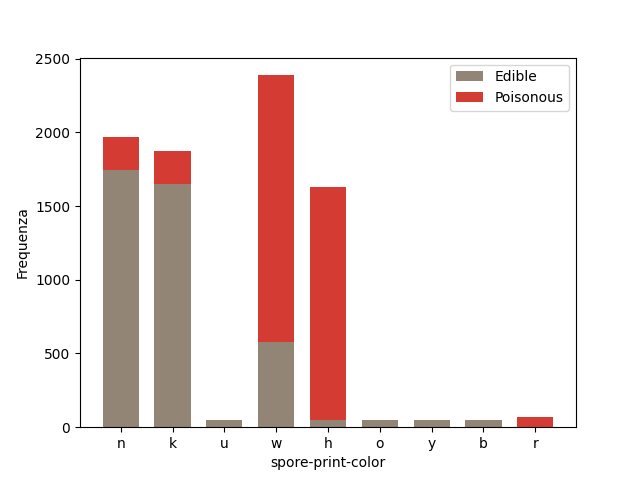 2500
2000
1500
1000
500
0
Frequenza
Edible
Poisonous
n k u w h o y b r
spore-print-color